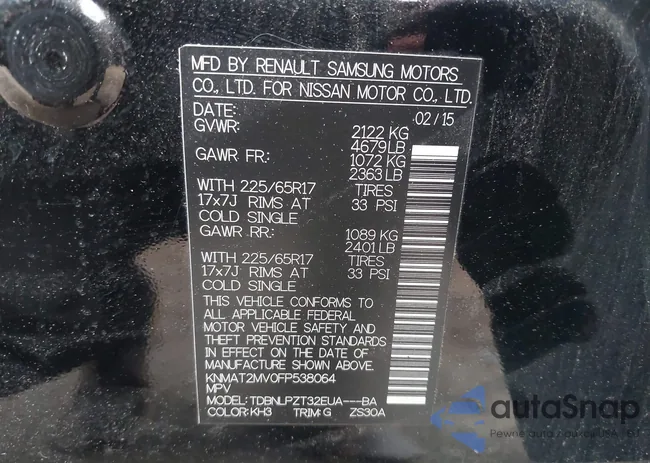 MFD BY RENAULT SAMSUNG MOTORS
CO., LTD. FOR NISSAN MOTOR CO., LTD.
DATE: 02/15
GVWR: 2122 KG
4679 LB
GAWR FR: 1072 KG
2363 LB
WITH 225/65R17 TIRES
17x7J RIMS AT 33 PSI
COLD SINGLE
GAWR RR: 1089 KG
2401 LB
WITH 225/65R17 TIRES
17x7J RIMS AT 33 PSI
COLD SINGLE
THIS VEHICLE CONFORMS TO
ALL APPLICABLE FEDERAL
MOTOR VEHICLE SAFETY AND
THEFT PREVENTION STANDARDS
IN EFFECT ON THE DATE OF
MANUFACTURE SHOWN ABOVE.
KNMAT2MV0FP538064
MPV
MODEL: TDBNLPZT32EUA---BA
COLOR: KH3 TRIM: G ZS30A
autoSnap
Pewne auto z